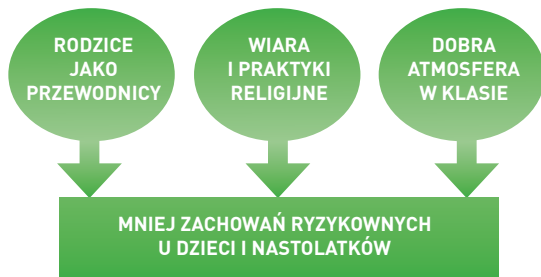 RODZICE
JAKO
PRZEWODNICY
WIARA
I PRAKTYKI
RELIGIJNE
DOBRA
ATMOSFERA
W KLASIE
MNIEJ ZACHOWAŃ RYZYKOWNYCH
U DZIECI I NASTOLATKÓW